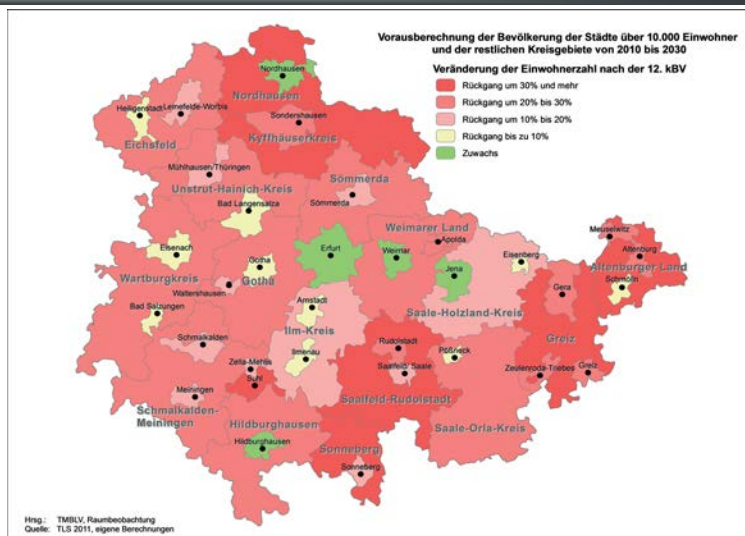 Vorausberechnung der Bevölkerung der Städte über 10.000 Einwohner
und der restlichen Kreisgebiete von 2010 bis 2030
Veränderung der Einwohnerzahl nach der 12. kBV
Rückgang um 30% und mehr
Rückgang um 20% bis 30%
Rückgang um 10% bis 20%
Rückgang bis zu 10%
Zuwachs
Nordhausen
Nordhausen
Heiligenstadt
Leinefelde-Worbis
Eichsfeld
Sondershausen
Kyffhäuserkreis
Mühlhausen/Thüringen
Unstrut-Hainich-Kreis
Bad Langensalza
Sömmerda
Sömmerda
Weimarer Land
Apolda
Meuselwitz
Altenburg
Altenburger Land
Schmölln
Eisenach
Wartburgkreis
Gotha
Gotha
Waltershausen
Erfurt
Weimar
Jena
Eisenberg
Saale-Holzland-Kreis
Gera
Greiz
Bad Salzungen
Arnstadt
Ilm-Kreis
Ilmenau
Schmalkalden
Zella-Mehlis
Suhl
Rudolstadt
Saalfeld/ Saale
Saalfeld-Rudolstadt
Pößneck
Zeulenroda-Triebes
Greiz
Meiningen
Schmalkalden-
Meiningen
Hildburghausen
Hildburghausen
Saale-Orla-Kreis
Sonneberg
Sonneberg
Hrsg.: TMBLV, Raumbeobachtung
Quelle: TLS 2011, eigene Berechnungen